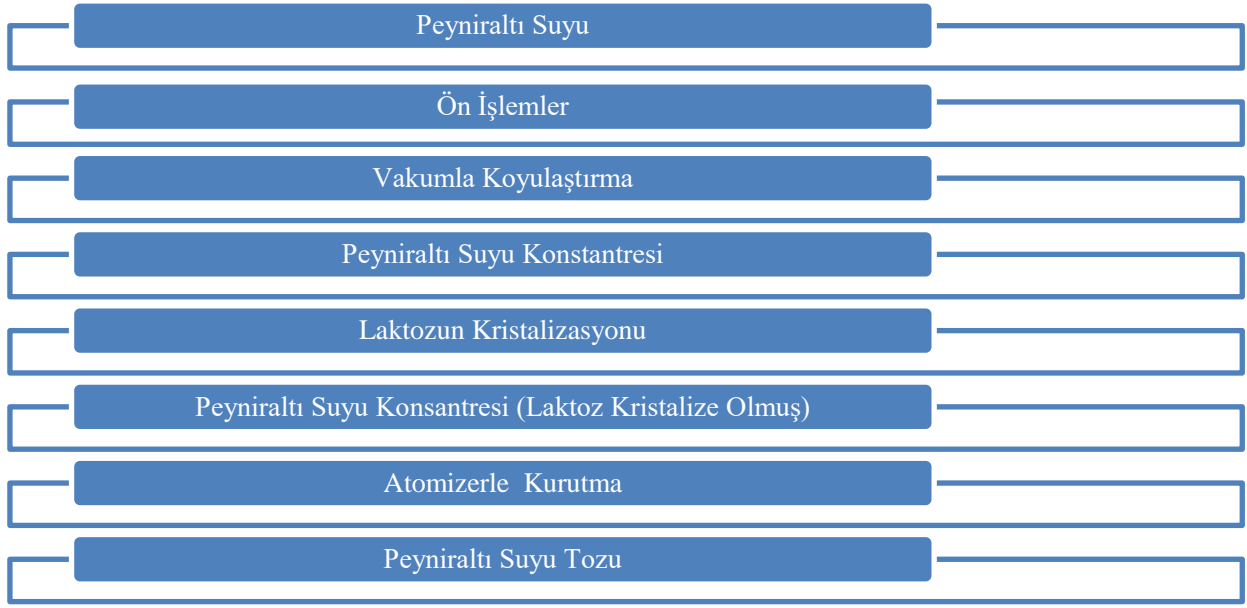 Peyniraltı Suyu
Ön İşlemler
Vakumla Koyulaştırma
Peyniraltı Suyu Konstantresi
Laktozun Kristalizasyonu
Peyniraltı Suyu Konsantresi (Laktoz Kristalize Olmuş)
Atomizerle  Kurutma
Peyniraltı Suyu Tozu